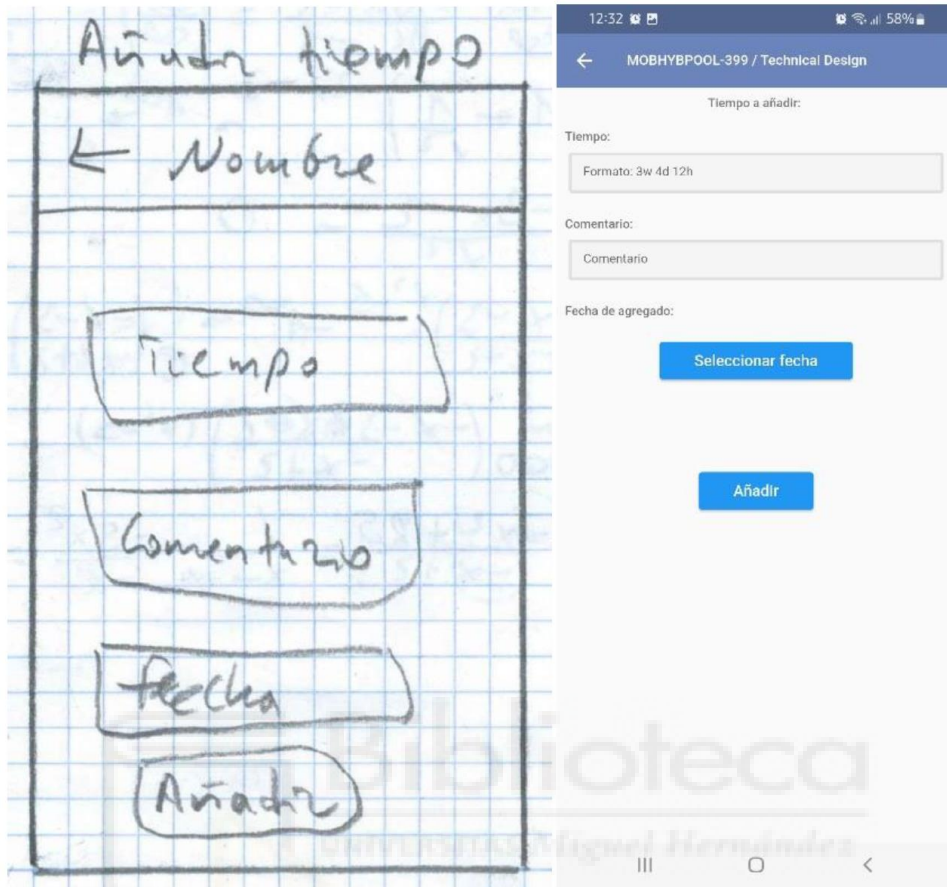 Añadir tiempo
← Nombre
Tiempo
Comentario
fecha
Añadir
12:32
58%
← MOBHYBPOOL-399 / Technical Design
Tiempo a añadir:
Tiempo:
Formato: 3w 4d 12h
Comentario:
Comentario
Fecha de agregado:
Seleccionar fecha
Añadir
Biblioteca
UNIVERSITAS Miguel Hernández